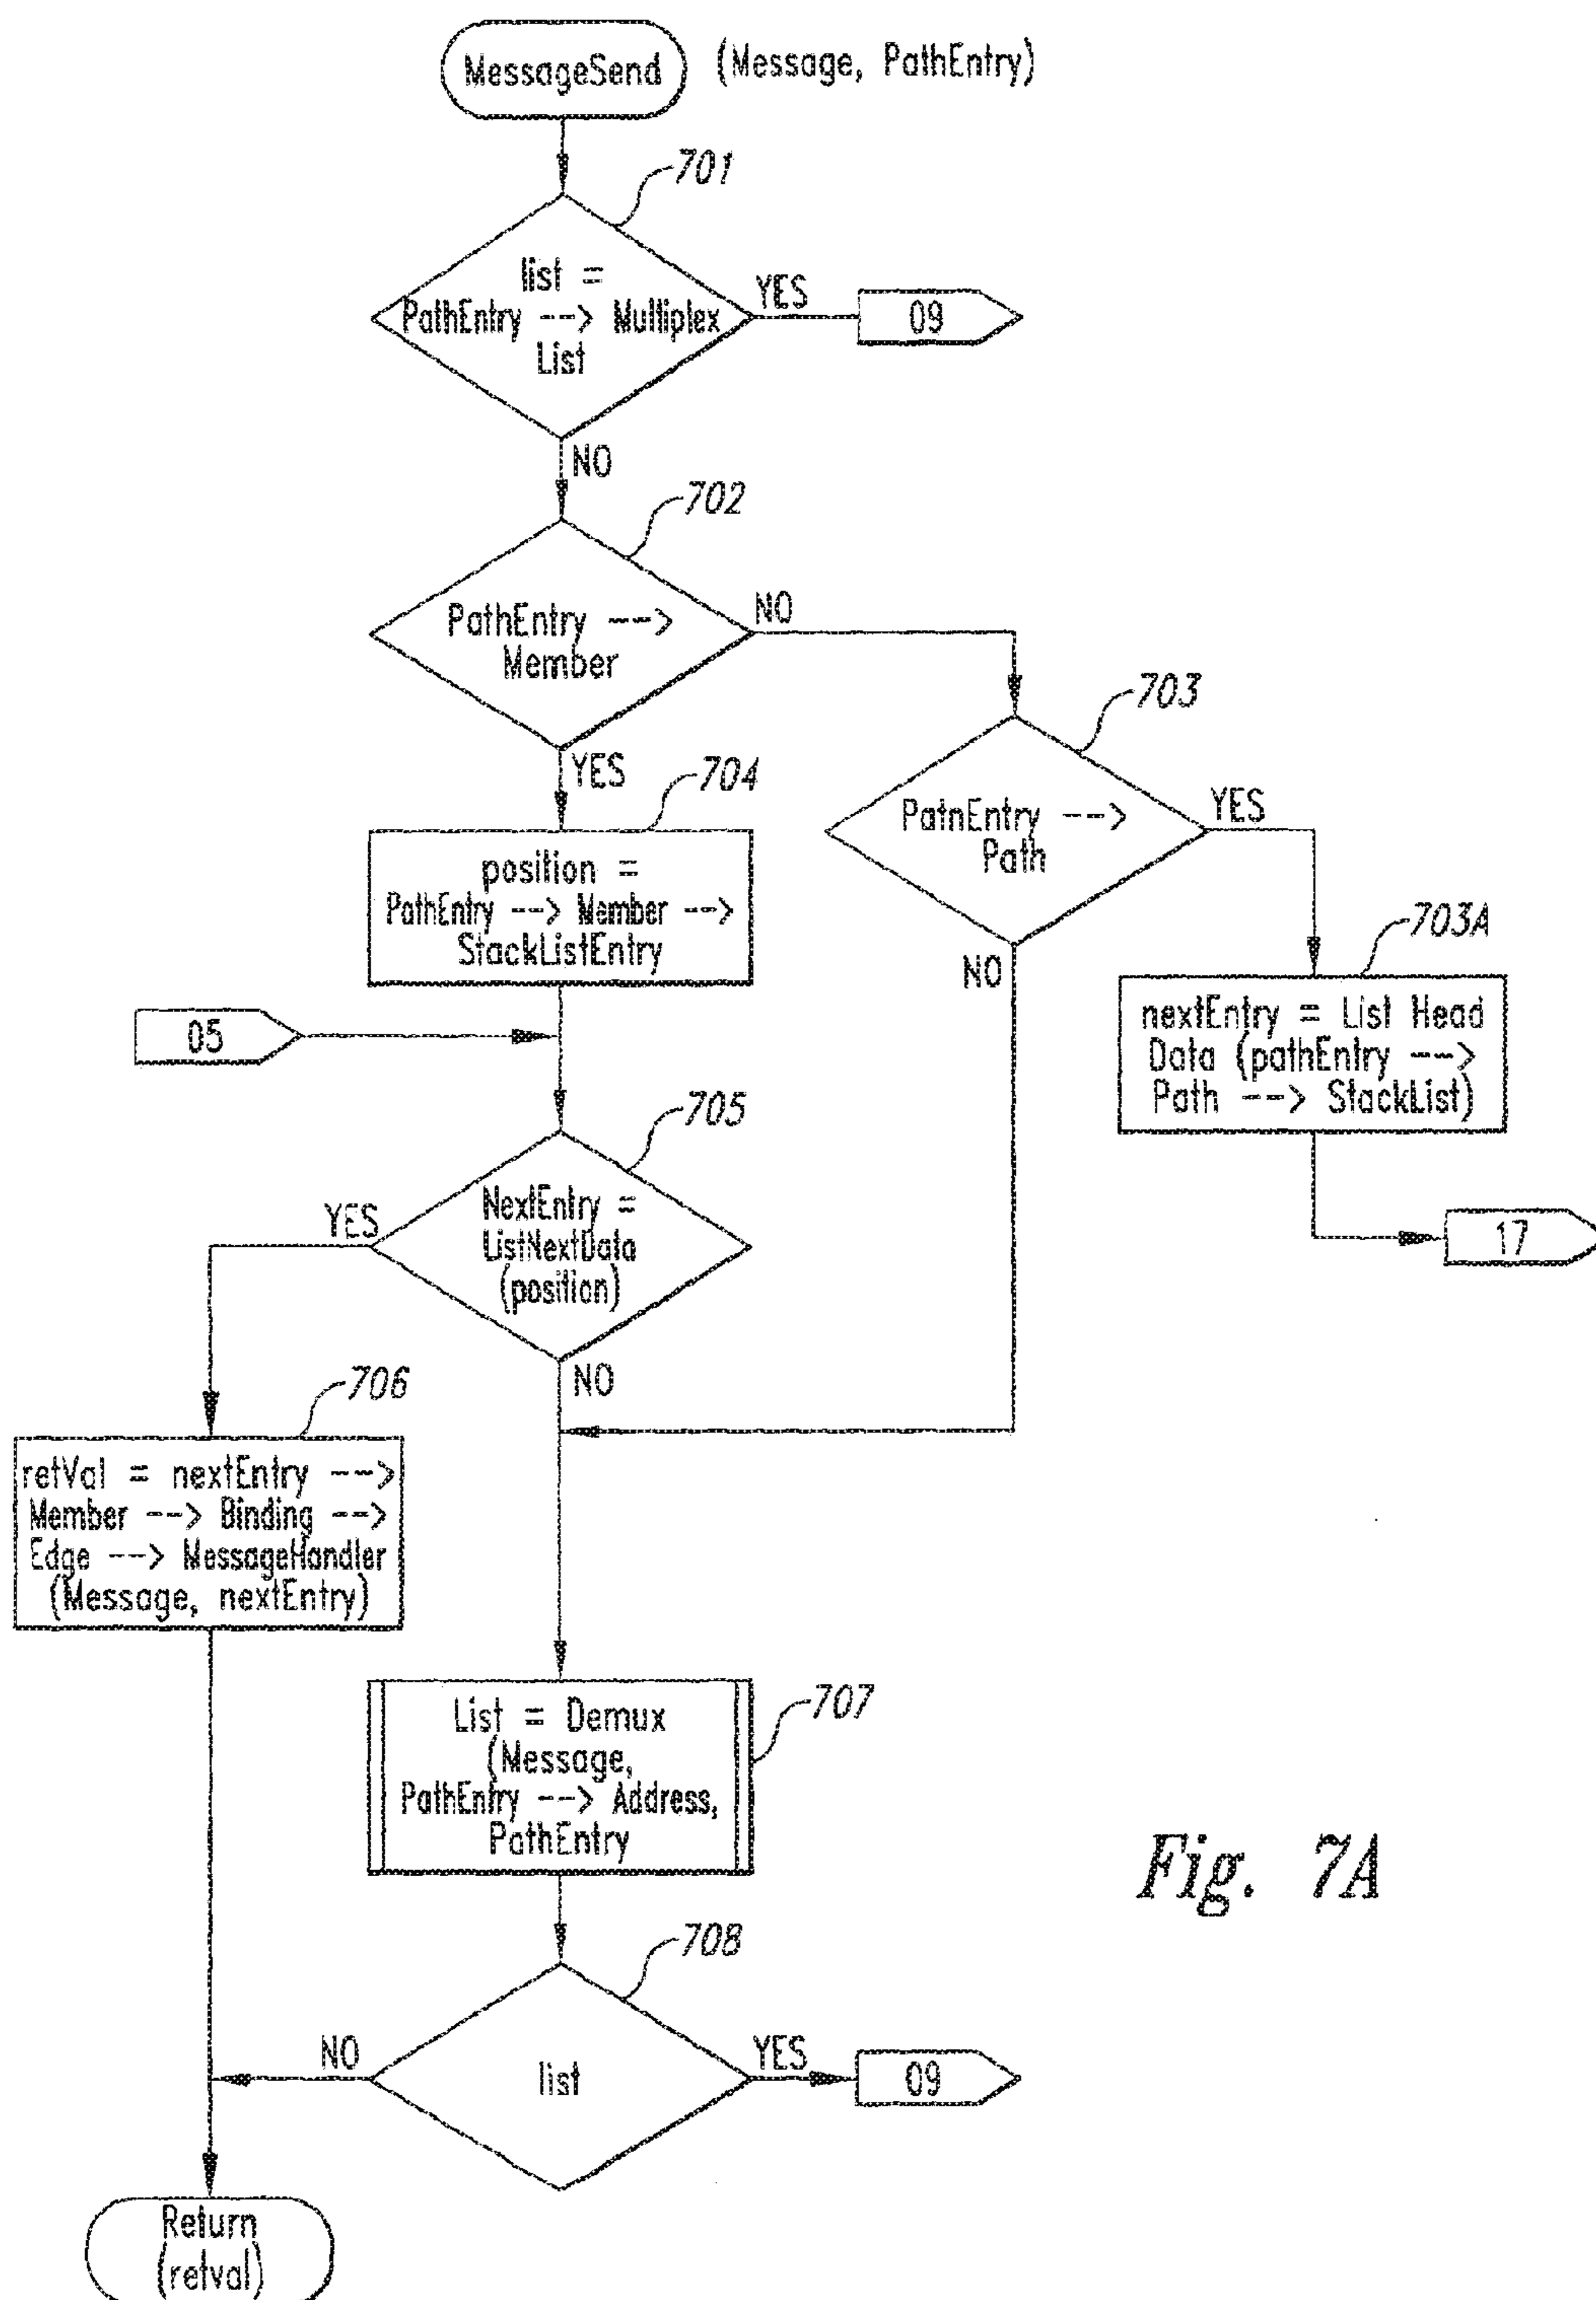 MessageSend (Message, PathEntry)
701
list =
PathEntry --> Multiplex
List
YES
09
NO
702
PathEntry -->
Member
NO
703
YES
704
PatnEntry -->
Path
YES
position =
PathEntry --> Member -->
StackListEntry
703A
NO
nextEntry = List Head
Data (pathEntry -->
Path --> StackList)
05
705
NextEntry =
ListNextData
(position)
YES
17
NO
706
retVal = nextEntry -->
Member --> Binding -->
Edge --> MessageHandler
(Message, nextEntry)
707
List = Demux
(Message,
PathEntry --> Address,
PathEntry
Fig. 7A
708
NO
list
YES
09
Return
(retval)